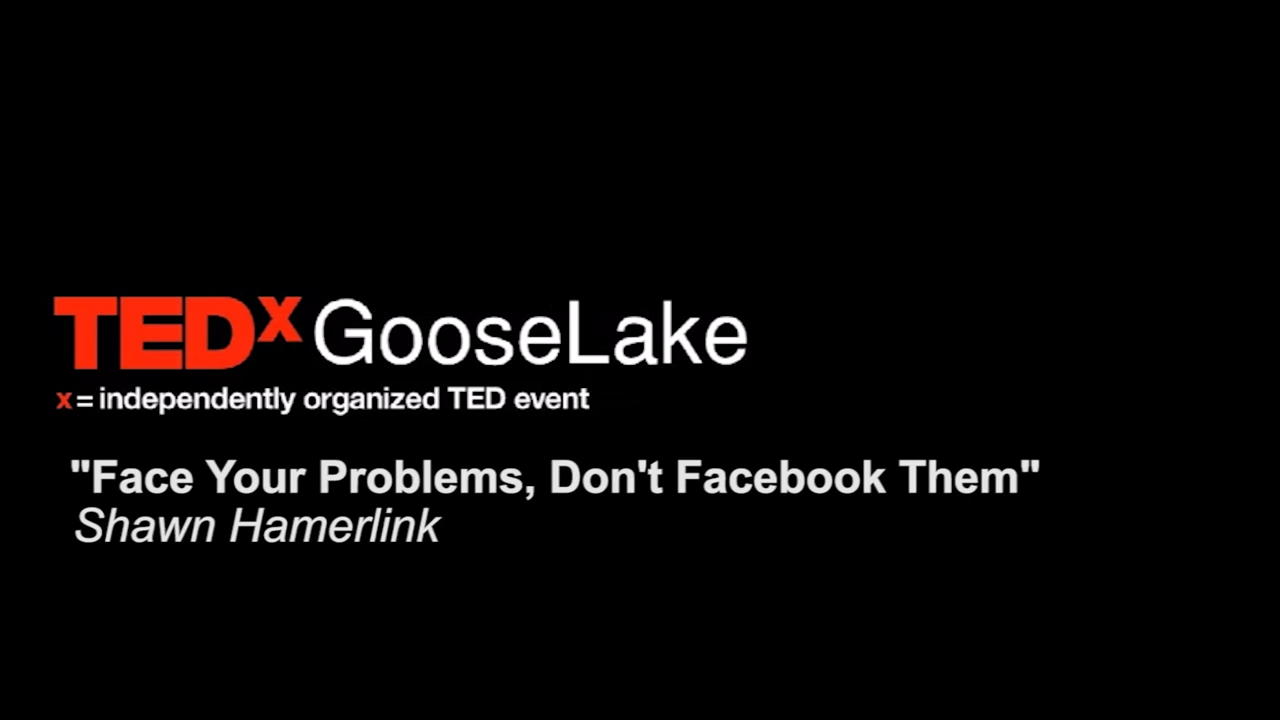 TEDx GooseLake
x = independently organized TED event
"Face Your Problems, Don't Facebook Them"
Shawn Hamerlink